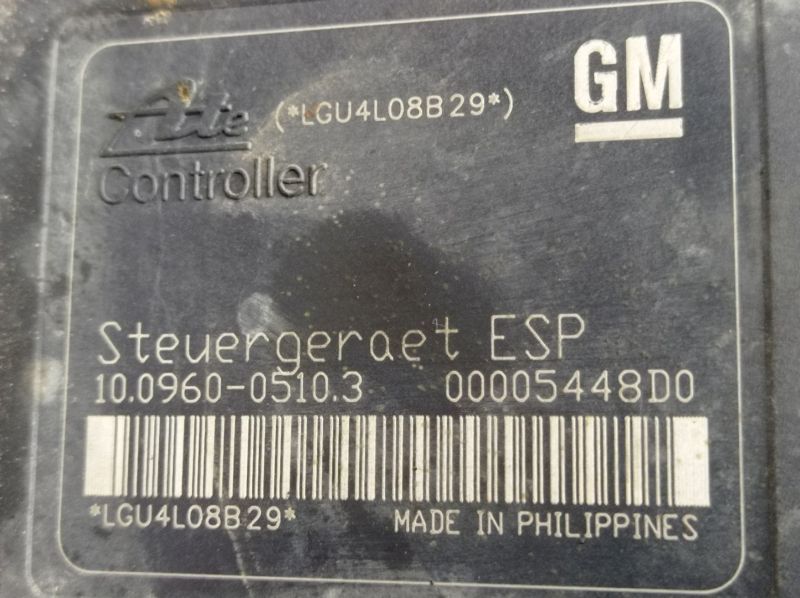 Ate (*LGU4L08B29*) GM
Controller
Steuergeraet ESP
10.0960-0510.3 00005448D0
*LGU4L08B29* MADE IN PHILIPPINES